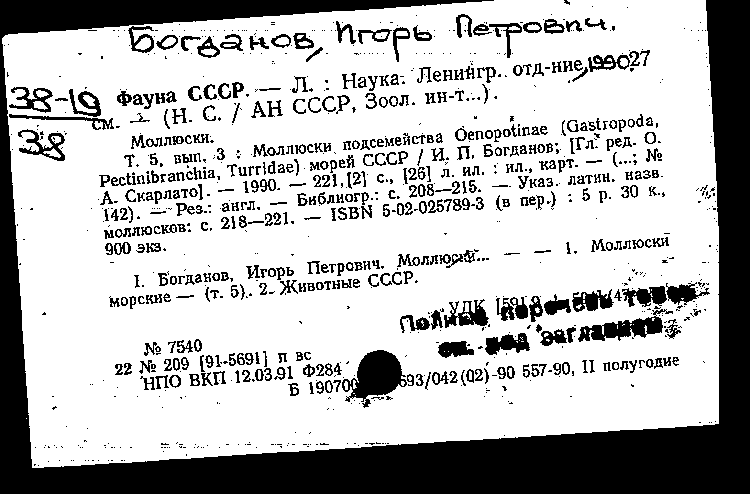 Богданов, Игорь Петрович.
38-19
38
Фауна СССР. — Л. : Наука. Ленингр. отд-ние, 1990. 27
см. — (Н. С. / АН СССР, Зоол. ин-т...).
Моллюски.
Т. 5, вып. 3 : Моллюски подсемейства Oenopotinae (Gastropoda,
Pectinibranchia, Turridae) морей СССР / И. П. Богданов; [Гл. ред. О.
А. Скарлато]. — 1990. — 221,[2] с., [26] л. ил. : ил., карт. — (...; №
142). — Рез.: англ. — Библиогр.: с. 208—215. — Указ. латин. назв.
моллюсков: с. 218—221. — ISBN 5-02-025789-3 (в пер.) : 5 р. 30 к.,
900 экз.
I. Богданов, Игорь Петрович. Моллюски... — — 1. Моллюски
морские — (т. 5). 2. Животные СССР.
УДК [591.9
Полный перечень томов
см. под заглавием
№ 7540
22 № 209 [91-5691] п вс
НПО ВКП 12.03.91 Ф284
Б 190700 693/042(02)-90 557-90, II полугодие